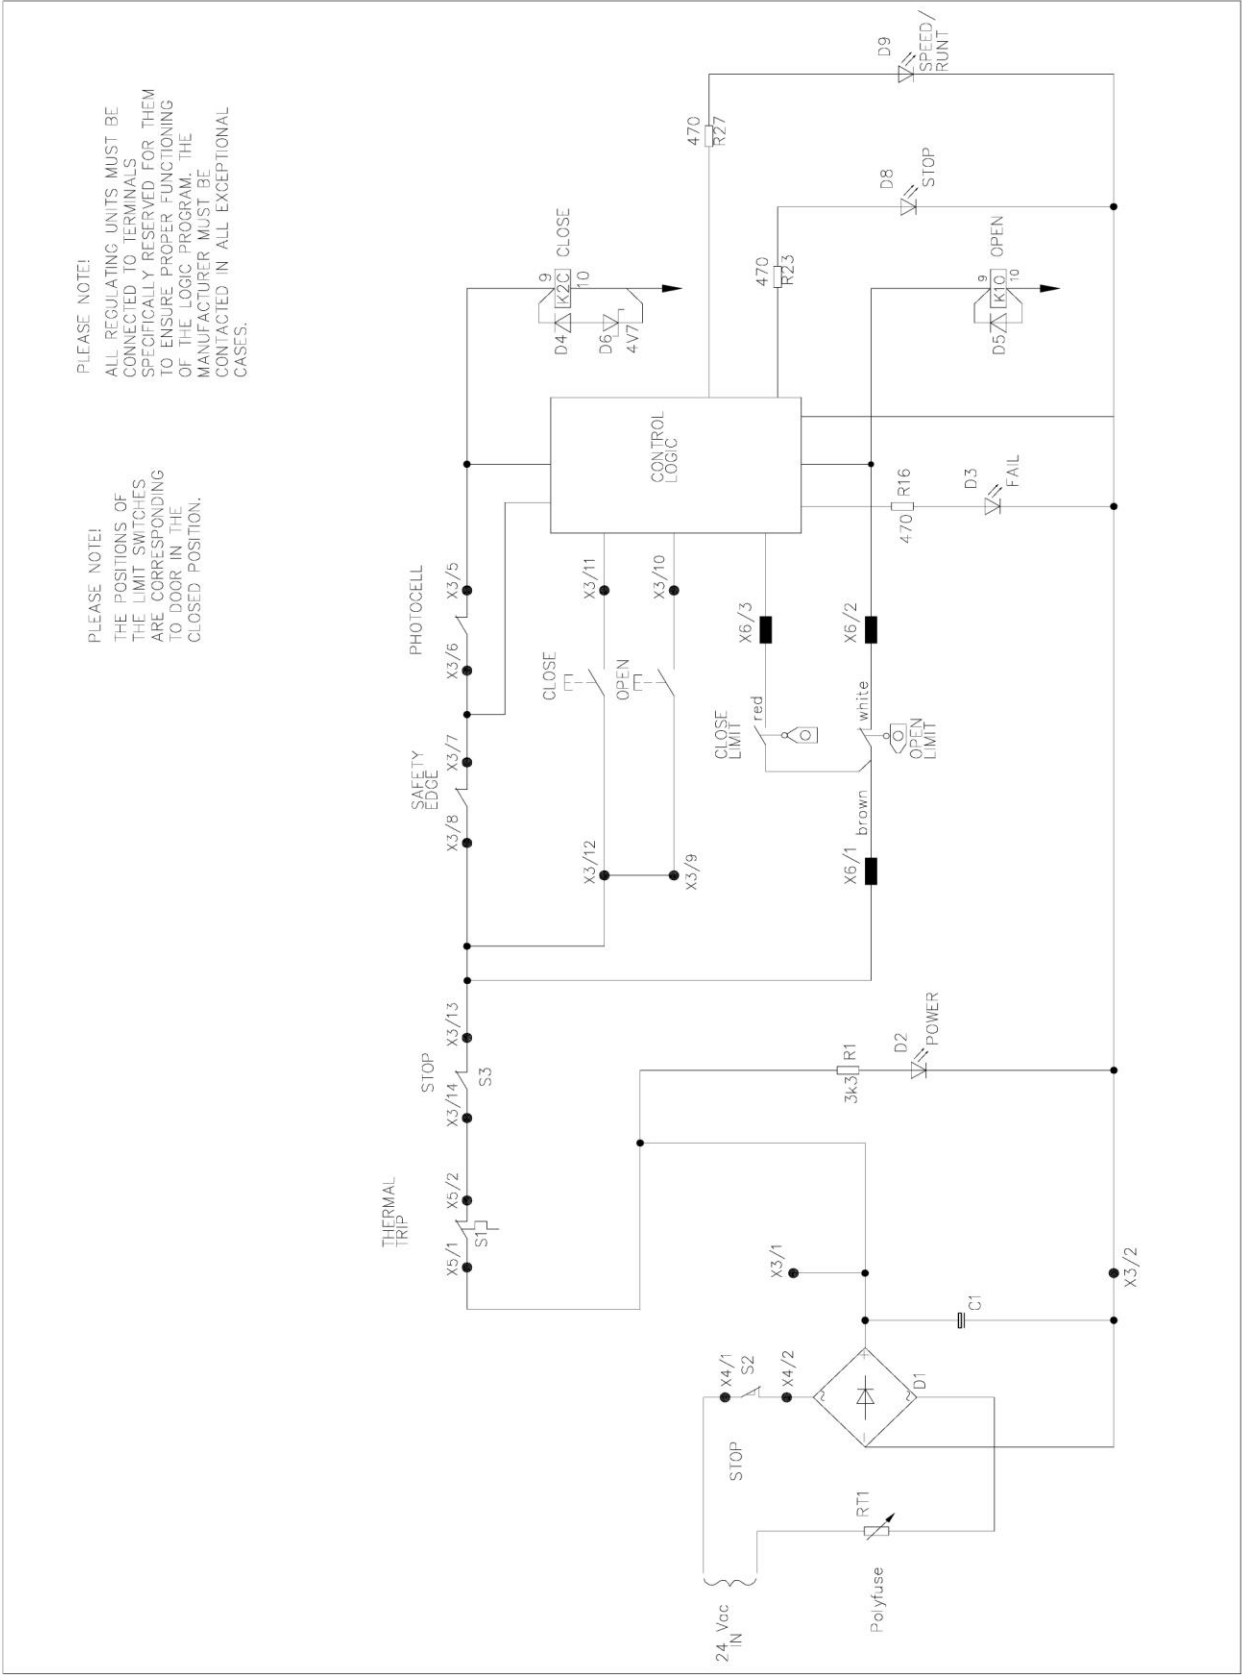 PLEASE NOTE!
THE POSITIONS OF
THE LIMIT SWITCHES
ARE CORRESPONDING
TO DOOR IN THE
CLOSED POSITION.
PLEASE NOTE!
ALL REGULATING UNITS MUST BE
CONNECTED TO TERMINALS
SPECIFICALLY RESERVED FOR THEM
TO ENSURE PROPER FUNCTIONING
OF THE LOGIC PROGRAM. THE
MANUFACTURER MUST BE
CONTACTED IN ALL EXCEPTIONAL
CASES.
THERMAL
TRIP
X5/1
S1
X5/2
STOP
X3/14
S3
X3/13
SAFETY
EDGE
X3/8
X3/7
PHOTOCELL
X3/6
X3/5
D4
D6
4V7
9
K2C
10
CLOSE
CLOSE
X3/12
X3/11
OPEN
X3/9
X3/10
CONTROL
LOGIC
470
R27
D9
SPEED/
RUNT
470
R23
D8
STOP
CLOSE
LIMIT
red
X6/3
X6/1
brown
white
X6/2
OPEN
LIMIT
470
R16
D3
FAIL
D5
9
K10
10
OPEN
3k3
R1
D2
POWER
24 Vac
IN
STOP
X4/1
S2
X4/2
X3/1
Polyfuse
RT1
D1
C1
X3/2